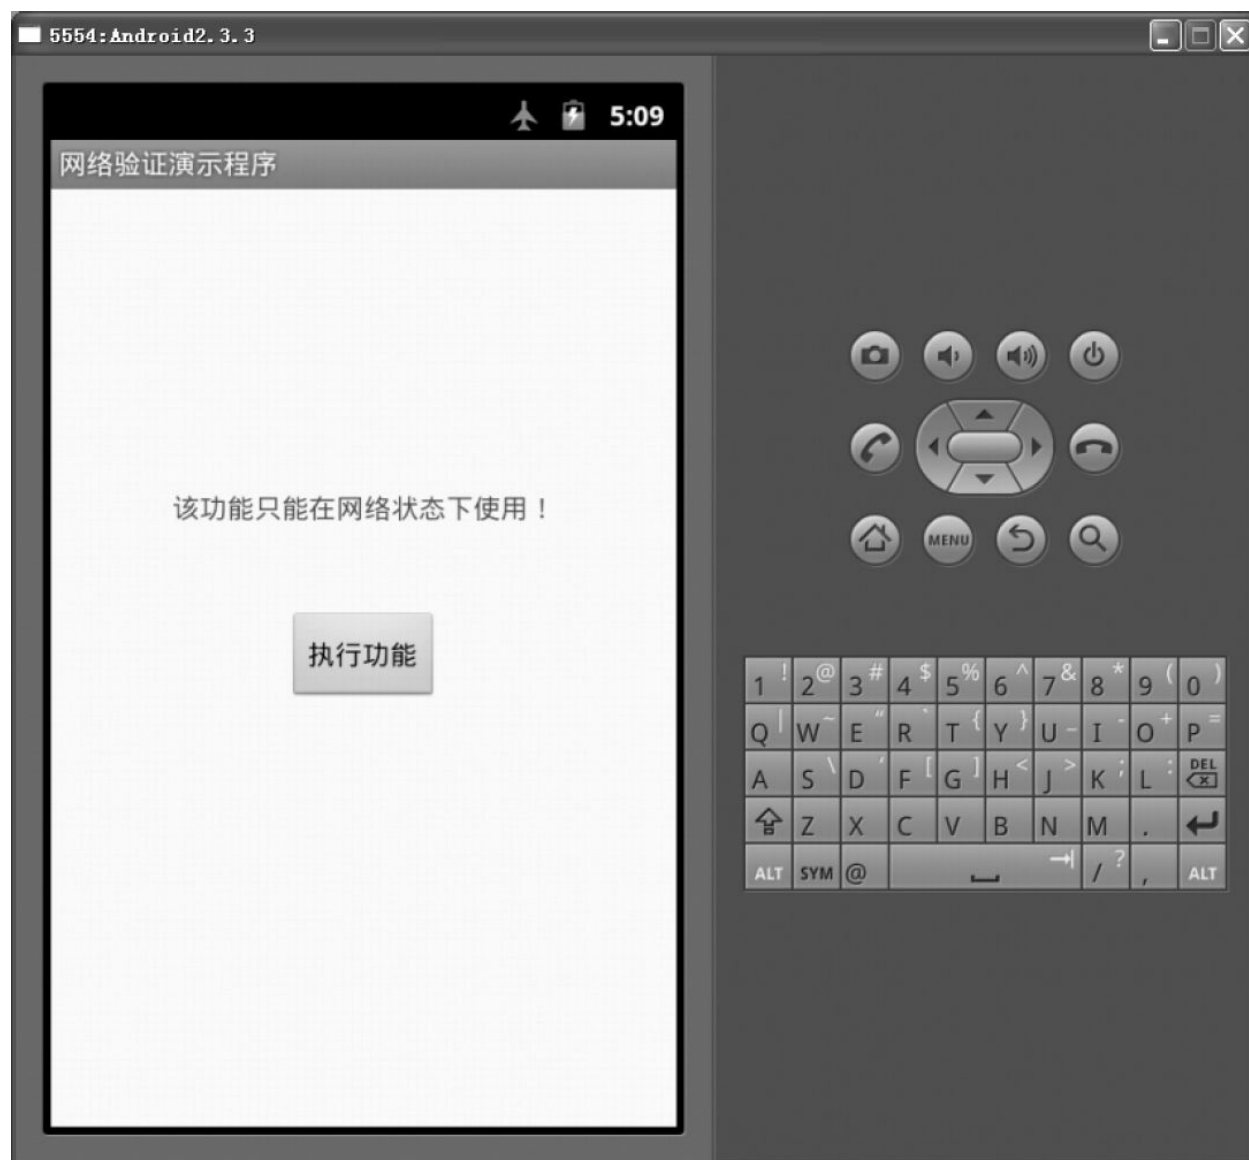 5554:Android2.3.3
5:09
网络验证演示程序
该功能只能在网络状态下使用！
执行功能
MENU
1 ! 2 @ 3 # 4 $ 5 % 6 ^ 7 & 8 * 9 ( 0 )
Q | W ~ E " R ` T { Y } U _ I - O + P =
A S \ D ' F [ G ] H < J > K ; L : DEL
Z X C V B N M .
ALT SYM @ / ? , ALT